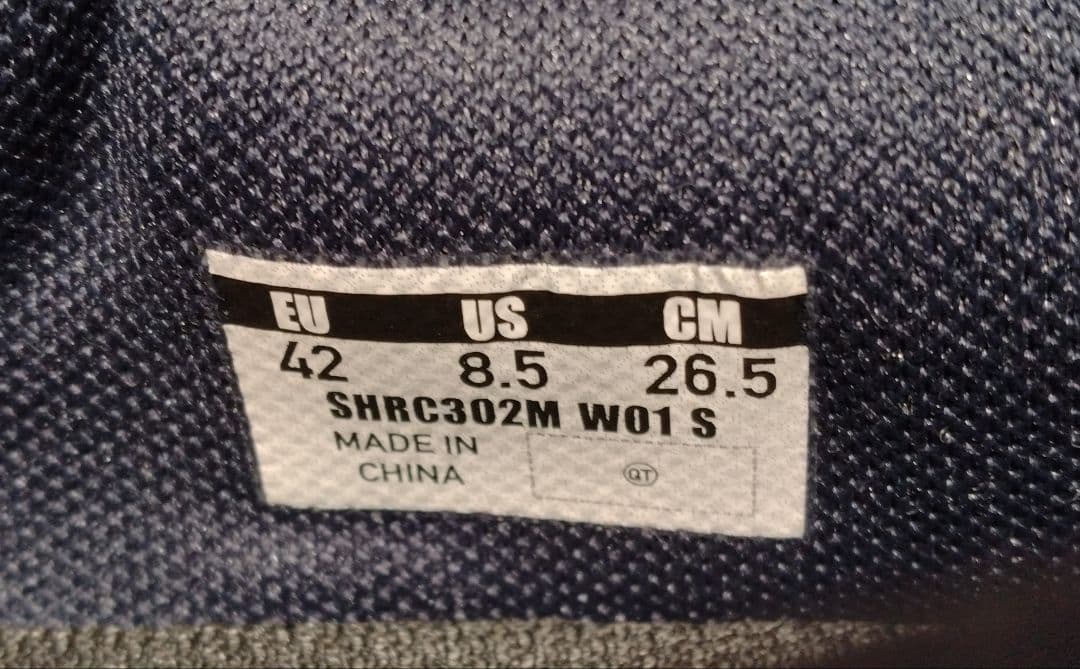 EU US CM
42 8.5 26.5
SHRC302M W01 S
MADE IN
CHINA
QT